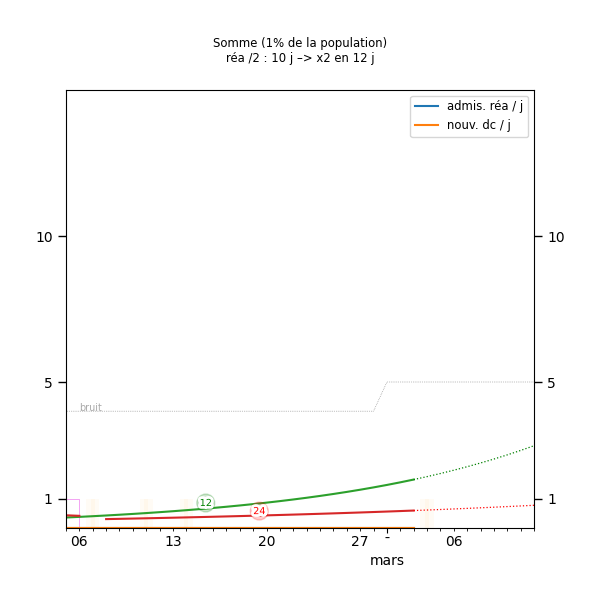 Somme (1% de la population)
réa /2 : 10 j –> x2 en 12 j
admis. réa / j
nouv. dc / j
10
10
5
5
bruit
12
24
1
1
06
13
20
27
-
06
mars